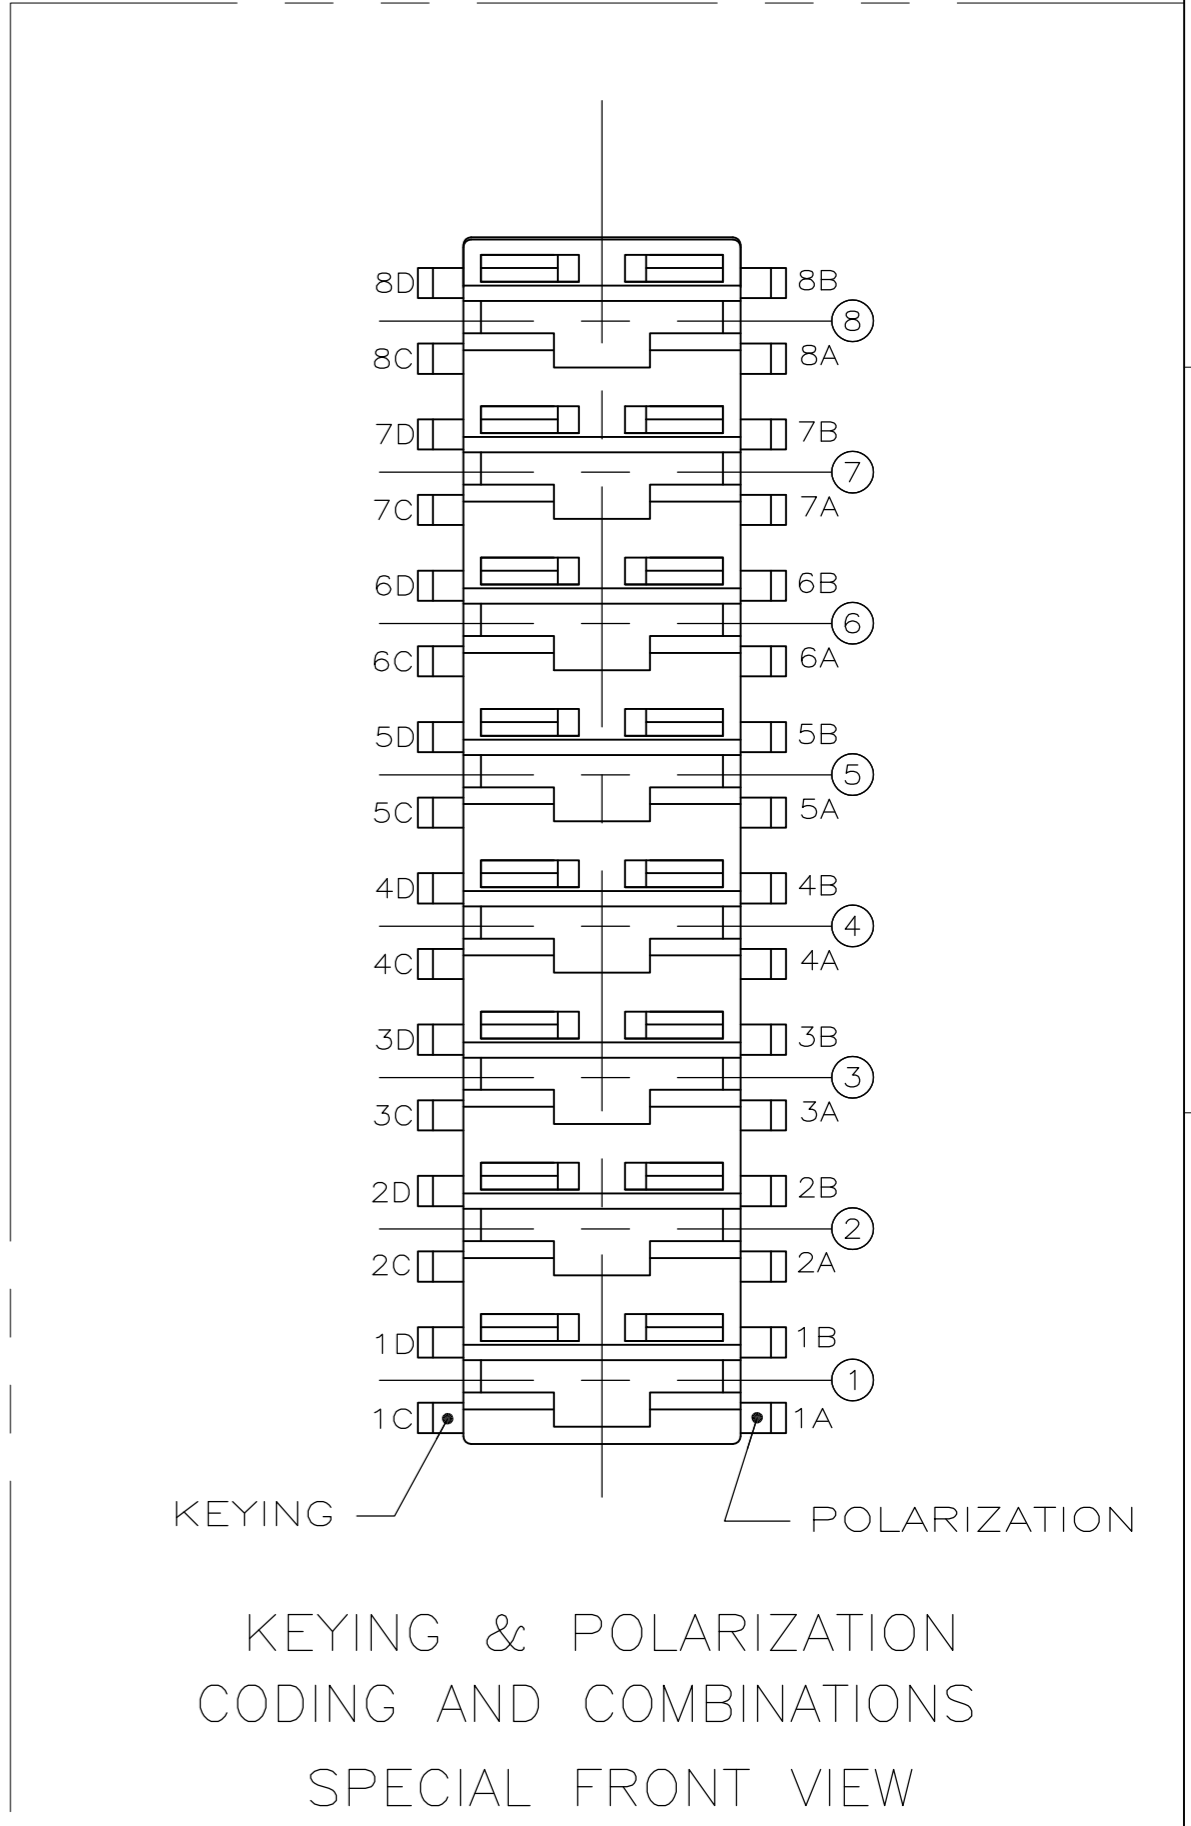 8D 8B
8
8C 8A
7D 7B
7
7C 7A
6D 6B
6
6C 6A
5D 5B
5
5C 5A
4D 4B
4
4C 4A
3D 3B
3
3C 3A
2D 2B
2
2C 2A
1D 1B
1
1C 1A
KEYING POLARIZATION
KEYING & POLARIZATION
CODING AND COMBINATIONS
SPECIAL FRONT VIEW